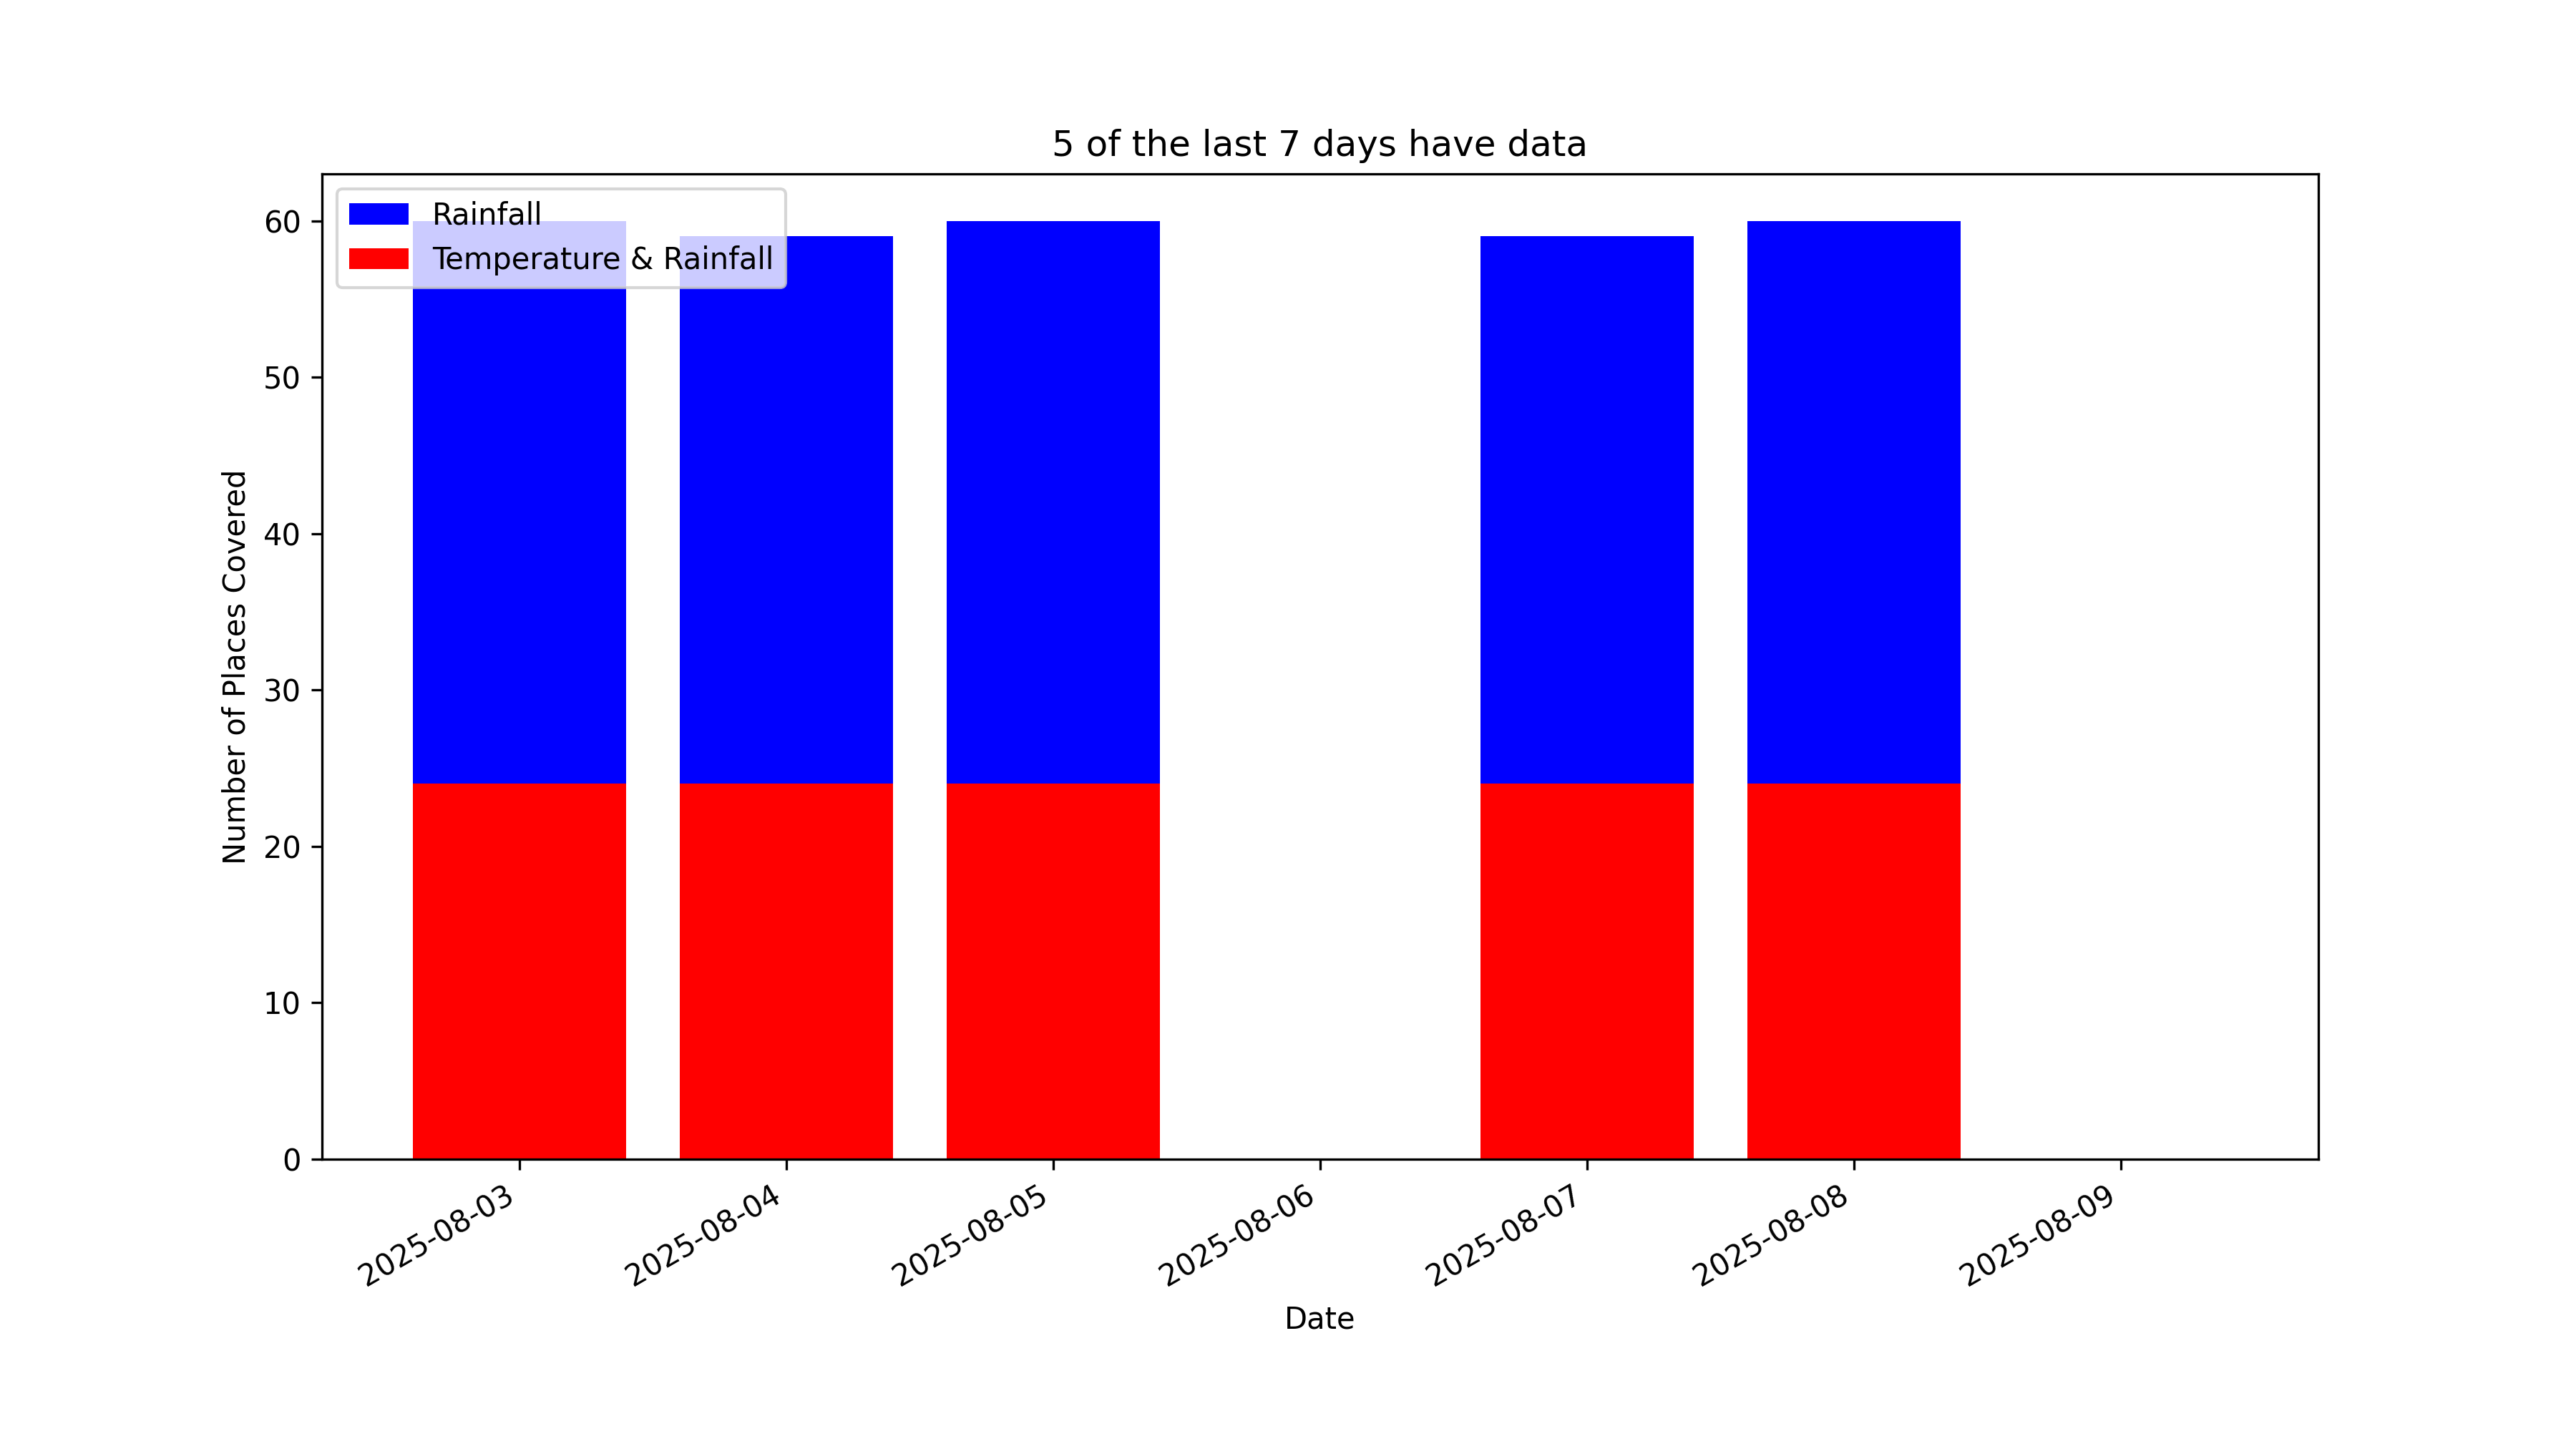 5 of the last 7 days have data
Rainfall
Temperature & Rainfall
Number of Places Covered
60
50
40
30
20
10
0
2025-08-03
2025-08-04
2025-08-05
2025-08-06
2025-08-07
2025-08-08
2025-08-09
Date